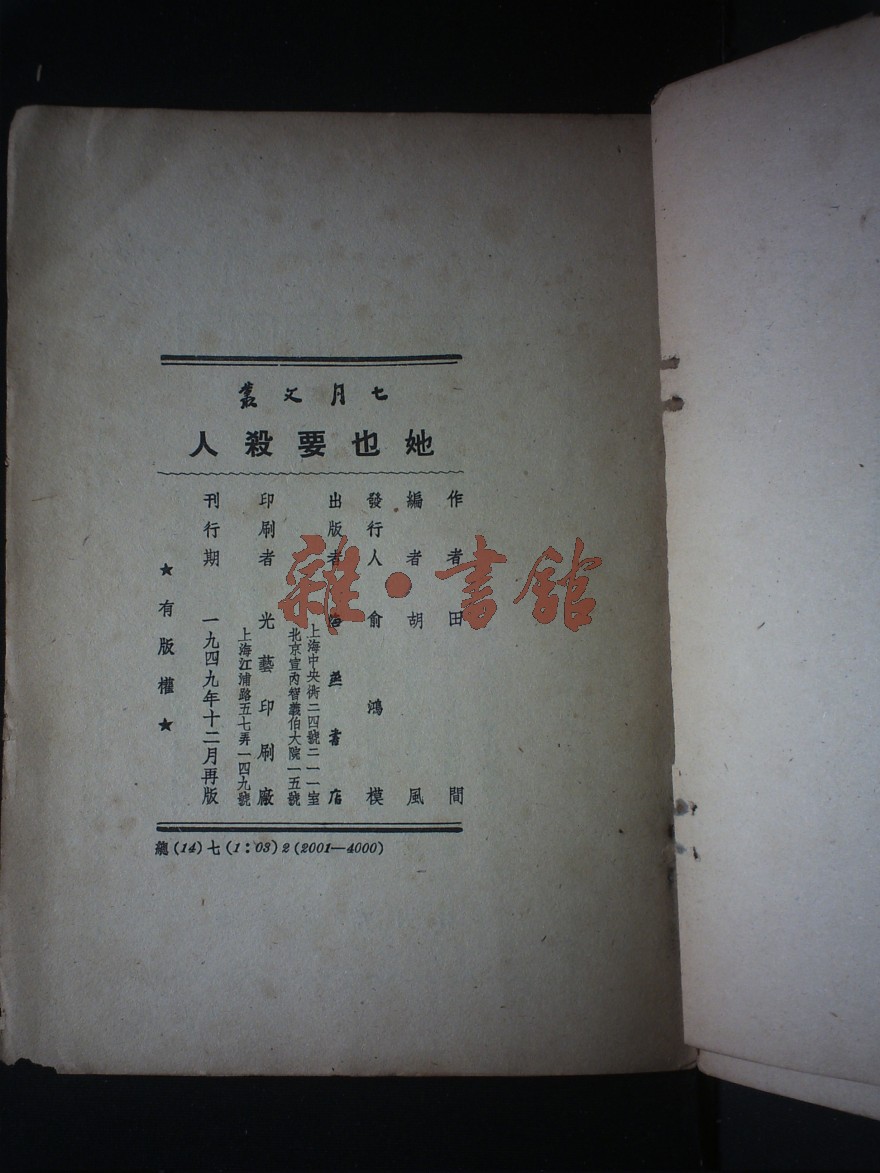 七月文叢
她也要殺人
作者 田間
編者 胡風
發行人 俞鴻模
出版者 海燕書店
上海中央街二四號二一一室
北京宣內智義伯大院一五號
印刷者 光藝印刷廠
上海江浦路五七弄一四九號
刊行期 一九四九年十二月再版
★有版權★
總(14)七(1:03)2(2001—4000)
雜·書館